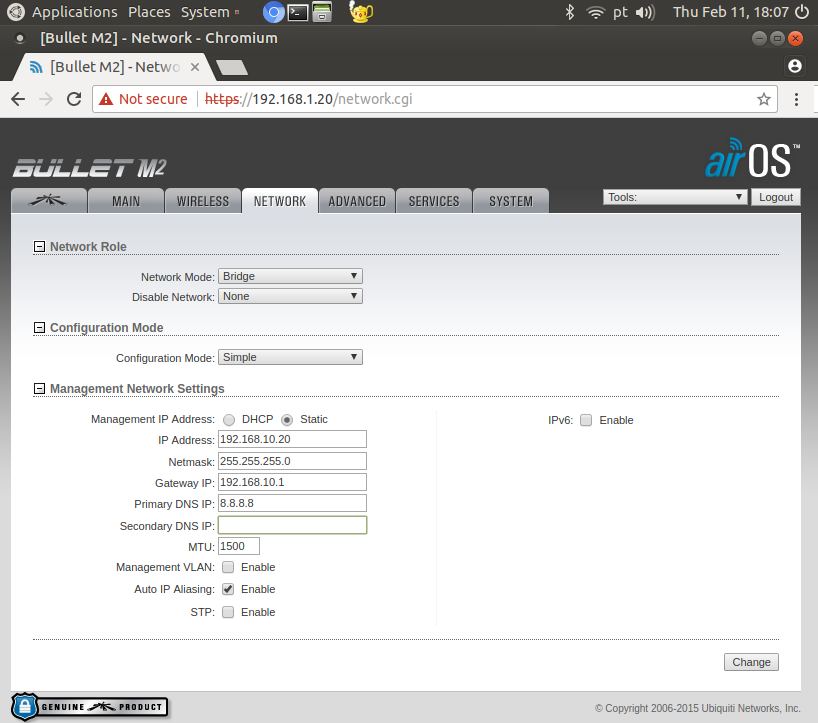 Applications Places System pt Thu Feb 11, 18:07
[Bullet M2] - Network - Chromium
[Bullet M2] - Netwo
Not secure https://192.168.1.20/network.cgi
BULLET M2 airOS™
MAIN WIRELESS NETWORK ADVANCED SERVICES SYSTEM Tools: Logout
Network Role
Network Mode: Bridge
Disable Network: None
Configuration Mode
Configuration Mode: Simple
Management Network Settings
Management IP Address: DHCP Static IPv6: Enable
IP Address: 192.168.10.20
Netmask: 255.255.255.0
Gateway IP: 192.168.10.1
Primary DNS IP: 8.8.8.8
Secondary DNS IP:
MTU: 1500
Management VLAN: Enable
Auto IP Aliasing: Enable
STP: Enable
Change
GENUINE PRODUCT © Copyright 2006-2015 Ubiquiti Networks, Inc.